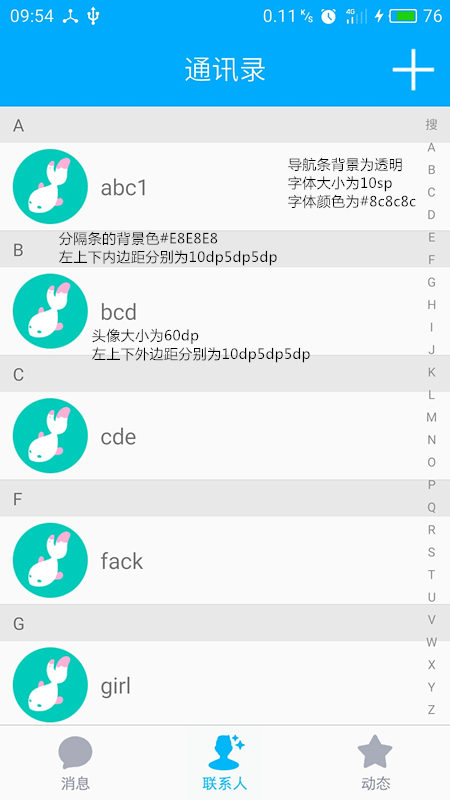 09:54 0.11 K/s 4G 76
通讯录
A
搜
A
B
C
D
E
F
G
H
I
J
K
L
M
N
O
P
Q
R
S
T
U
V
W
X
Y
Z
abc1
导航条背景为透明
字体大小为10sp
字体颜色为#8c8c8c
B
分隔条的背景色#E8E8E8
左上下内边距分别为10dp5dp5dp
bcd
头像大小为60dp
左上下外边距分别为10dp5dp5dp
C
cde
F
fack
G
girl
消息
联系人
动态